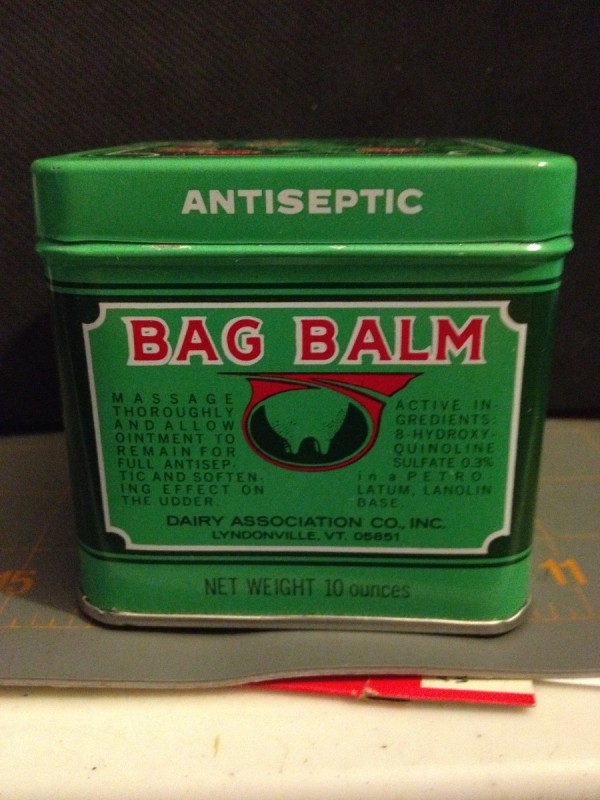 ANTISEPTIC
BAG BALM
MASSAGE
THOROUGHLY
AND ALLOW
OINTMENT TO
REMAIN FOR
FULL ANTISEP-
TIC AND SOFTEN-
ING EFFECT ON
THE UDDER.
ACTIVE IN-
GREDIENTS:
8-HYDROXY-
QUINOLINE
SULFATE 0.3%
in a PETRO-
LATUM, LANOLIN
BASE.
DAIRY ASSOCIATION CO., INC.
LYNDONVILLE, VT. 05851
NET WEIGHT 10 ounces
15
11